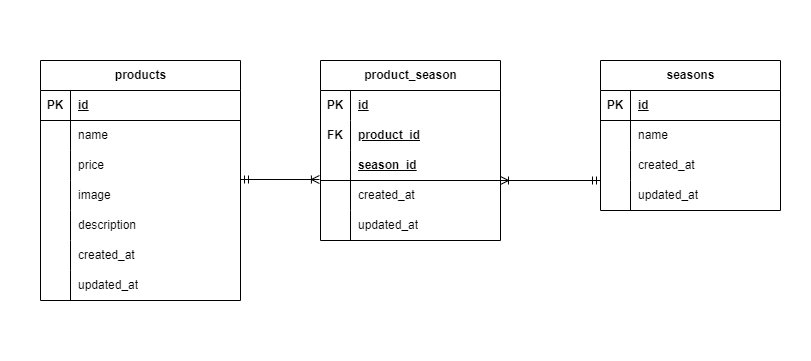 products
PK id
name
price
image
description
created_at
updated_at
product_season
PK id
FK product_id
season_id
created_at
updated_at
seasons
PK id
name
created_at
updated_at